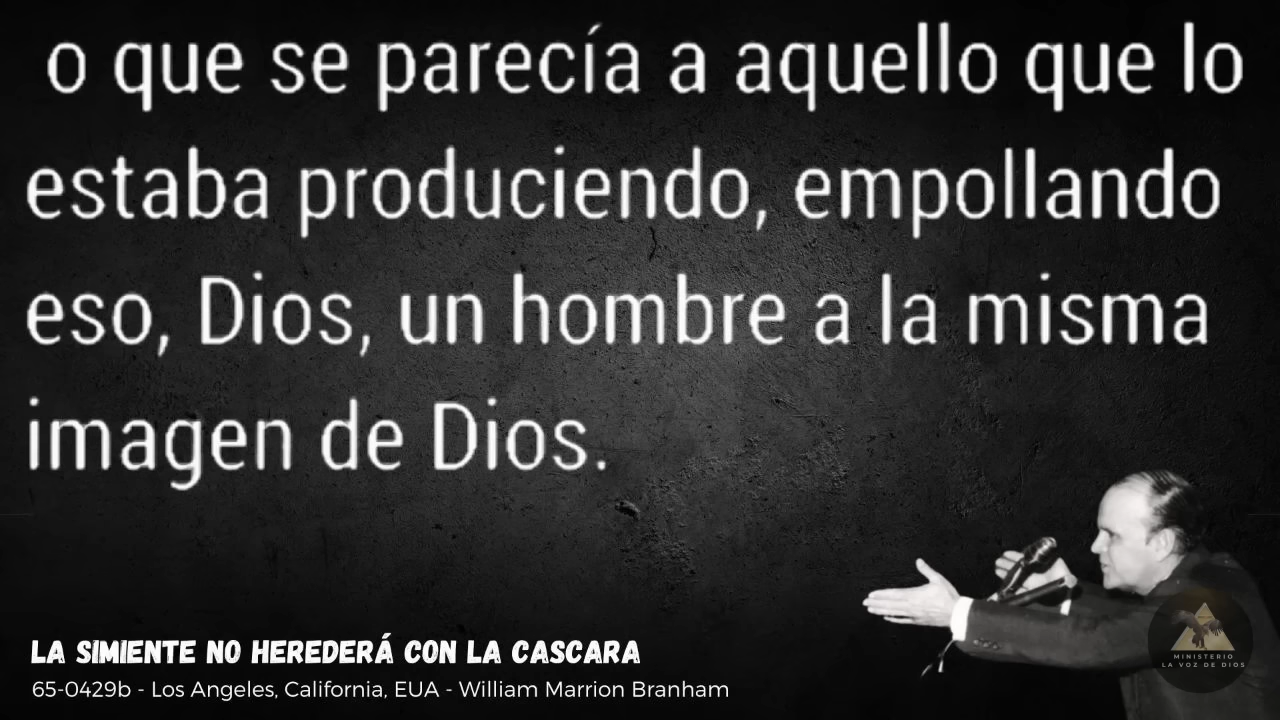 o que se parecía a aquello que lo
estaba produciendo, empollando
eso, Dios, un hombre a la misma
imagen de Dios.
LA SIMIENTE NO HEREDERÁ CON LA CASCARA
65-0429b - Los Angeles, California, EUA - William Marrion Branham
MINISTERIO
LA VOZ DE DIOS